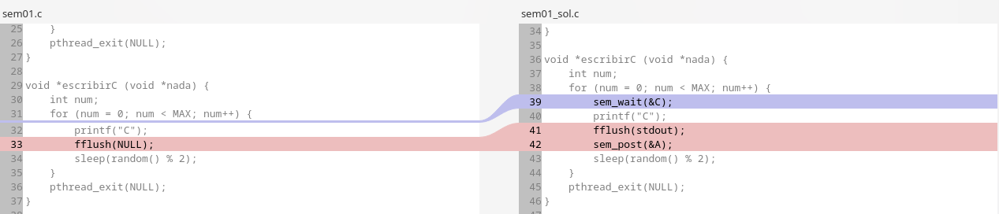 sem01.c
25 }
26 pthread_exit(NULL);
27 }
28
29 void *escribirC (void *nada) {
30 int num;
31 for (num = 0; num < MAX; num++) {
32 printf("C");
33 fflush(NULL);
34 sleep(random() % 2);
35 }
36 pthread_exit(NULL);
37 }
sem01_sol.c
34 }
35
36 void *escribirC (void *nada) {
37 int num;
38 for (num = 0; num < MAX; num++) {
39 sem_wait(&C);
40 printf("C");
41 fflush(stdout);
42 sem_post(&A);
43 sleep(random() % 2);
44 }
45 pthread_exit(NULL);
46 }